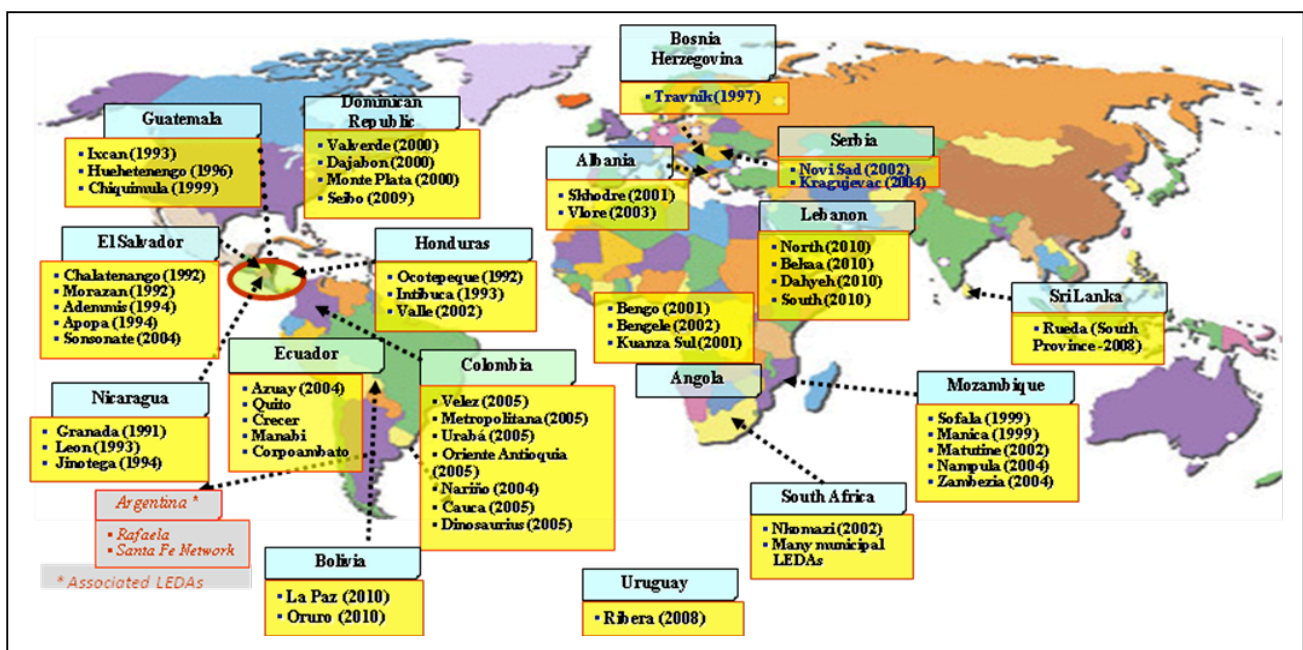 Bosnia
Herzegovina
Travnik (1997)
Guatemala
Ixcan (1993)
Huehetenengo (1996)
Chiquimula (1999)
Dominican
Republic
Valverde (2000)
Dajabon (2000)
Monte Plata (2000)
Seibo (2009)
Albania
Skhodre (2001)
Vlore (2003)
Serbia
Novi Sad (2002)
Kragujevac (2004)
El Salvador
Chalatenango (1992)
Morazan (1992)
Ademmis (1994)
Apopa (1994)
Sonsonate (2004)
Honduras
Ocotepeque (1992)
Intibuca (1993)
Valle (2002)
Lebanon
North (2010)
Bekaa (2010)
Dahyeh (2010)
South (2010)
Sri Lanka
Rueda (South
Province -2008)
Bengo (2001)
Bengele (2002)
Kuanza Sul (2001)
Angola
Nicaragua
Granada (1991)
Leon (1993)
Jinotega (1994)
Ecuador
Azuay (2004)
Quito
Crecer
Manabi
Corpoambato
Colombia
Velez (2005)
Metropolitana (2005)
Urabá (2005)
Oriente Antioquia
(2005)
Nariño (2004)
Cauca (2005)
Dinosaurius (2005)
Mozambique
Sofala (1999)
Manica (1999)
Matutine (2002)
Nampula (2004)
Zambezia (2004)
Argentina *
Rafaela
Santa Fe Network
* Associated LEDAs
Bolivia
La Paz (2010)
Oruro (2010)
South Africa
Nkomazi (2002)
Many municipal
LEDAs
Uruguay
Ribera (2008)